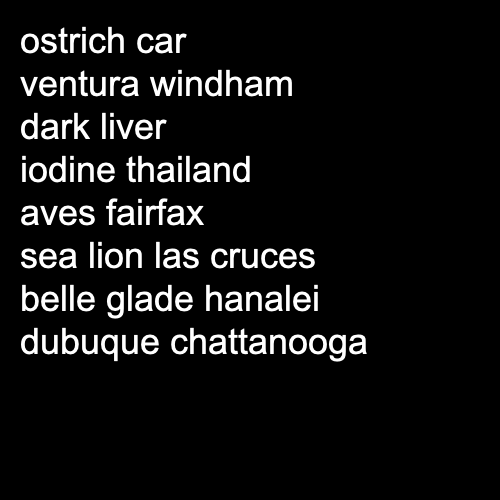 ostrich car
ventura windham
dark liver
iodine thailand
aves fairfax
sea lion las cruces
belle glade hanalei
dubuque chattanooga